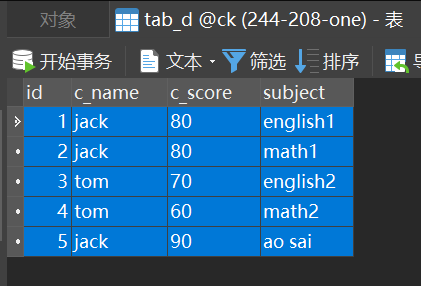 对象 tab_d @ck (244-208-one) - 表
开始事务 文本 筛选 排序
id c_name c_score subject
1 jack 80 english1
2 jack 80 math1
3 tom 70 english2
4 tom 60 math2
5 jack 90 ao sai